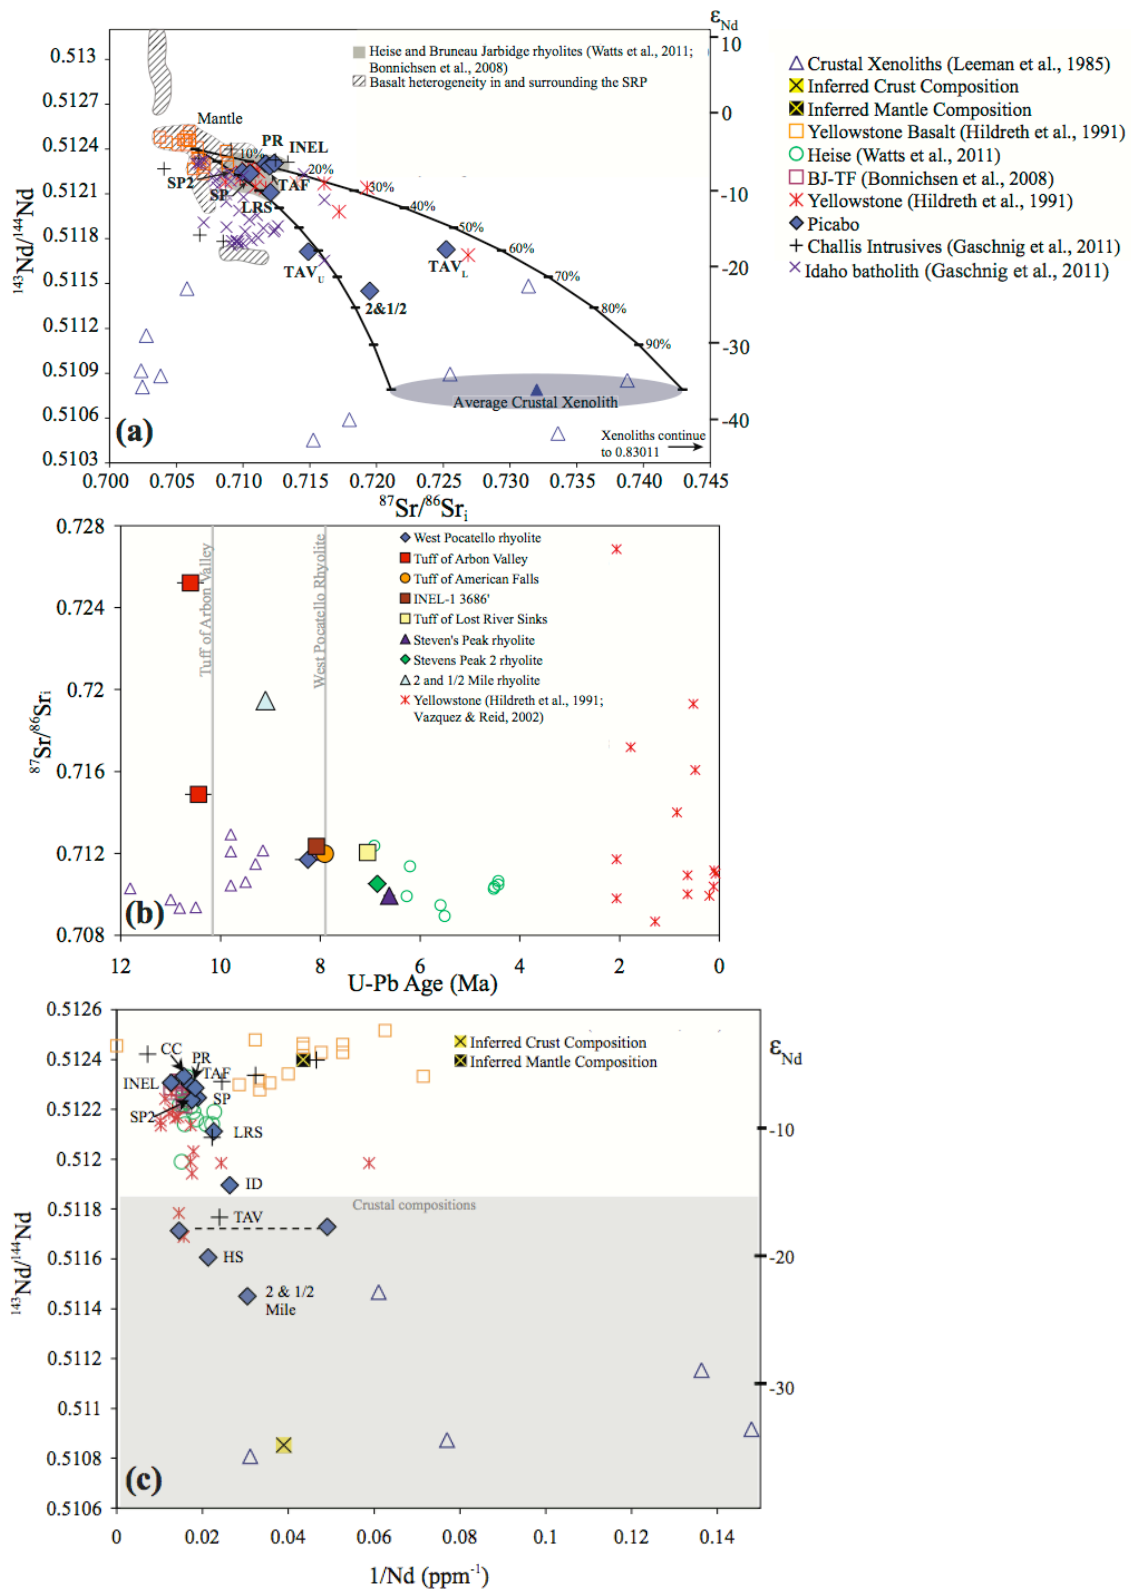 εNd
0.513
0.5127
0.5124
0.5121
0.5118
0.5115
0.5112
0.5109
0.5106
0.5103
143Nd/144Nd
10
0
-10
-20
-30
-40
Heise and Bruneau Jarbidge rhyolites (Watts et al., 2011;
Bonnichsen et al., 2008)
Basalt heterogeneity in and surrounding the SRP
Mantle
PR
INEL
10%
20%
30%
40%
50%
60%
70%
80%
90%
SP2
SP
TAF
LRS
TAVU
TAVL
2&1/2
Average Crustal Xenolith
Xenoliths continue
to 0.83011
(a)
0.700 0.705 0.710 0.715 0.720 0.725 0.730 0.735 0.740 0.745
87Sr/86Sri
Crustal Xenoliths (Leeman et al., 1985)
Inferred Crust Composition
Inferred Mantle Composition
Yellowstone Basalt (Hildreth et al., 1991)
Heise (Watts et al., 2011)
BJ-TF (Bonnichsen et al., 2008)
Yellowstone (Hildreth et al., 1991)
Picabo
Challis Intrusives (Gaschnig et al., 2011)
Idaho batholith (Gaschnig et al., 2011)
0.728
0.724
0.72
0.716
0.712
0.708
87Sr/86Sri
Tuff of Arbon Valley
West Pocatello Rhyolite
West Pocatello rhyolite
Tuff of Arbon Valley
Tuff of American Falls
INEL-1 3686'
Tuff of Lost River Sinks
Steven's Peak rhyolite
Stevens Peak 2 rhyolite
2 and 1/2 Mile rhyolite
Yellowstone (Hildreth et al., 1991;
Vazquez & Reid, 2002)
(b)
12 10 8 6 4 2 0
U-Pb Age (Ma)
0.5126
0.5124
0.5122
0.512
0.5118
0.5116
0.5114
0.5112
0.511
0.5108
0.5106
143Nd/144Nd
Inferred Crust Composition
Inferred Mantle Composition
εNd
-10
-20
-30
CC
PR
TAF
INEL
SP
SP2
LRS
ID
Crustal compositions
TAV
HS
2 & 1/2
Mile
(c)
0 0.02 0.04 0.06 0.08 0.1 0.12 0.14
1/Nd (ppm-1)